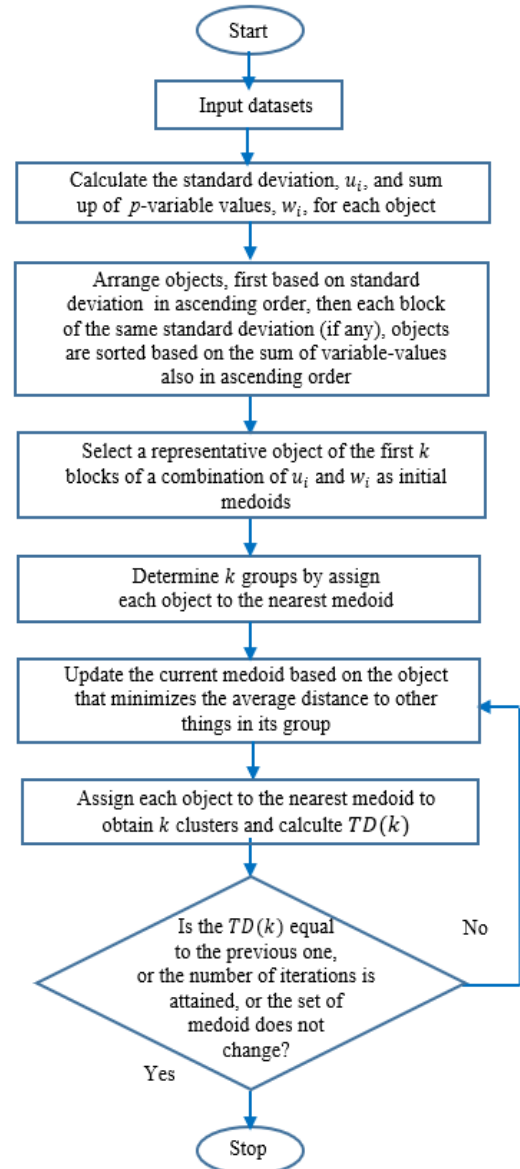 Start
Input datasets
Calculate the standard deviation, u_i, and sum
up of p-variable values, w_i, for each object
Arrange objects, first based on standard
deviation in ascending order, then each block
of the same standard deviation (if any), objects
are sorted based on the sum of variable-values
also in ascending order
Select a representative object of the first k
blocks of a combination of u_i and w_i as initial
medoids
Determine k groups by assign
each object to the nearest medoid
Update the current medoid based on the object
that minimizes the average distance to other
things in its group
Assign each object to the nearest medoid to
obtain k clusters and calculte TD(k)
Is the TD(k) equal
to the previous one,
or the number of iterations is
attained, or the set of
medoid does not
change?
No
Yes
Stop